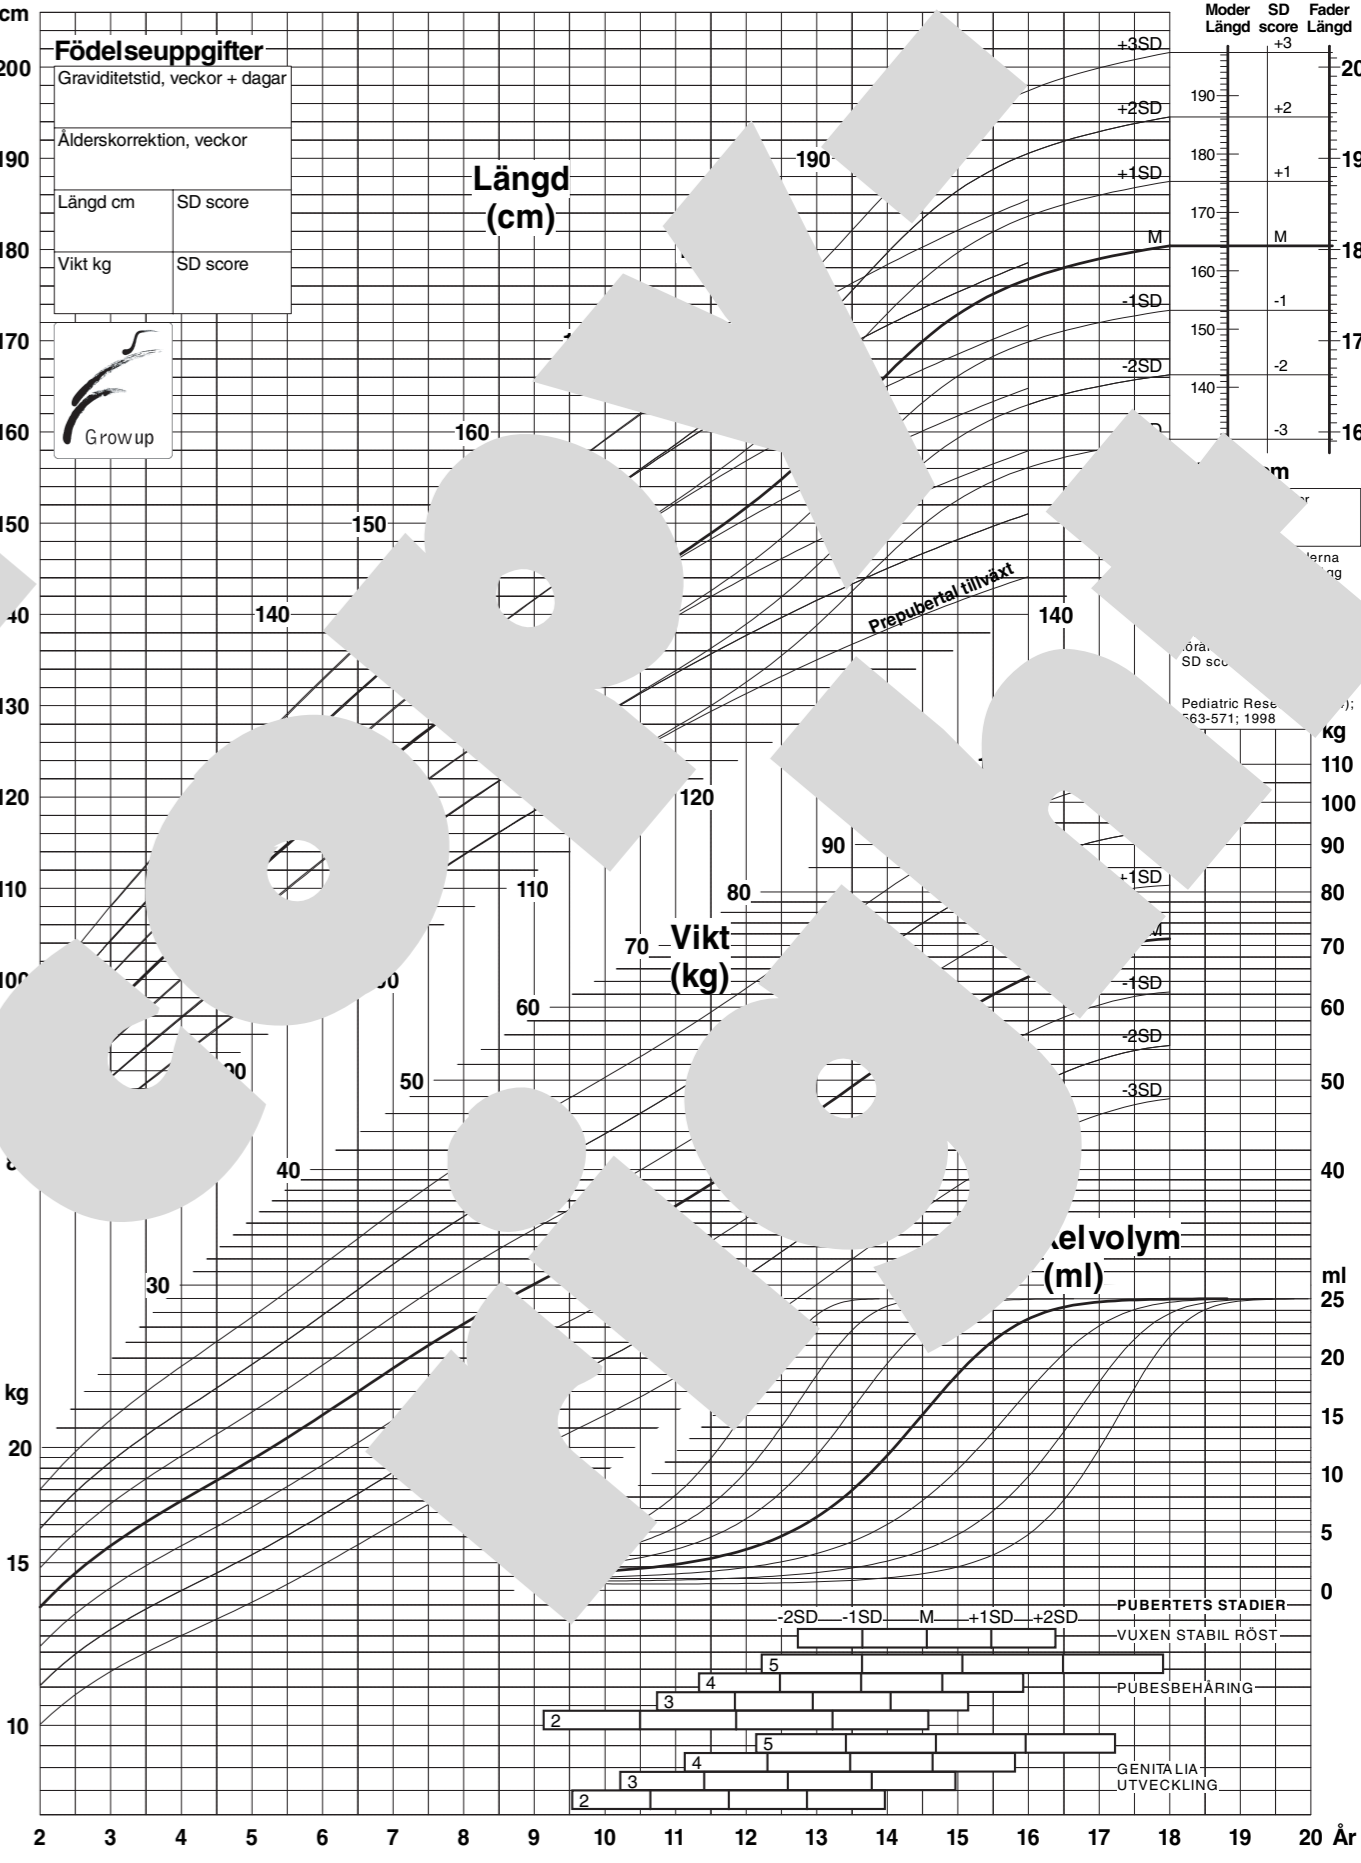 cm
Födelseuppgifter
Graviditetstid, veckor + dagar
Ålderskorrektion, veckor
Längd cm SD score
Vikt kg SD score
Growup
Längd
(cm)
Moder SD Fader
Längd score Längd
+3SD +3
+2SD +2
+1SD +1
M M
-1SD -1
-2SD -2
-3
190
180
170
160
150
140
200
190
180
170
160
150
130
120
110
100
190
160
150
140
140
120
110
Prepubertal tillväxt
SD
Pediatric
563-571; 1998
kg
110
100
90
80
70
60
50
40
Vikt
(kg)
90
80
70
60
50
40
30
+1SD
M
-1SD
-2SD
-3SD
(ml)
ml
25
20
15
10
5
0
kg
20
15
10
-2SD -1SD M +1SD +2SD
PUBERTETS STADIER
VUXEN STABIL RÖST
5
4
PUBESBEHÅRING
3
2
5
4
GENITALIA
UTVECKLING
3
2
2 3 4 5 6 7 8 9 10 11 12 13 14 15 16 17 18 19 20 År
copy.
right